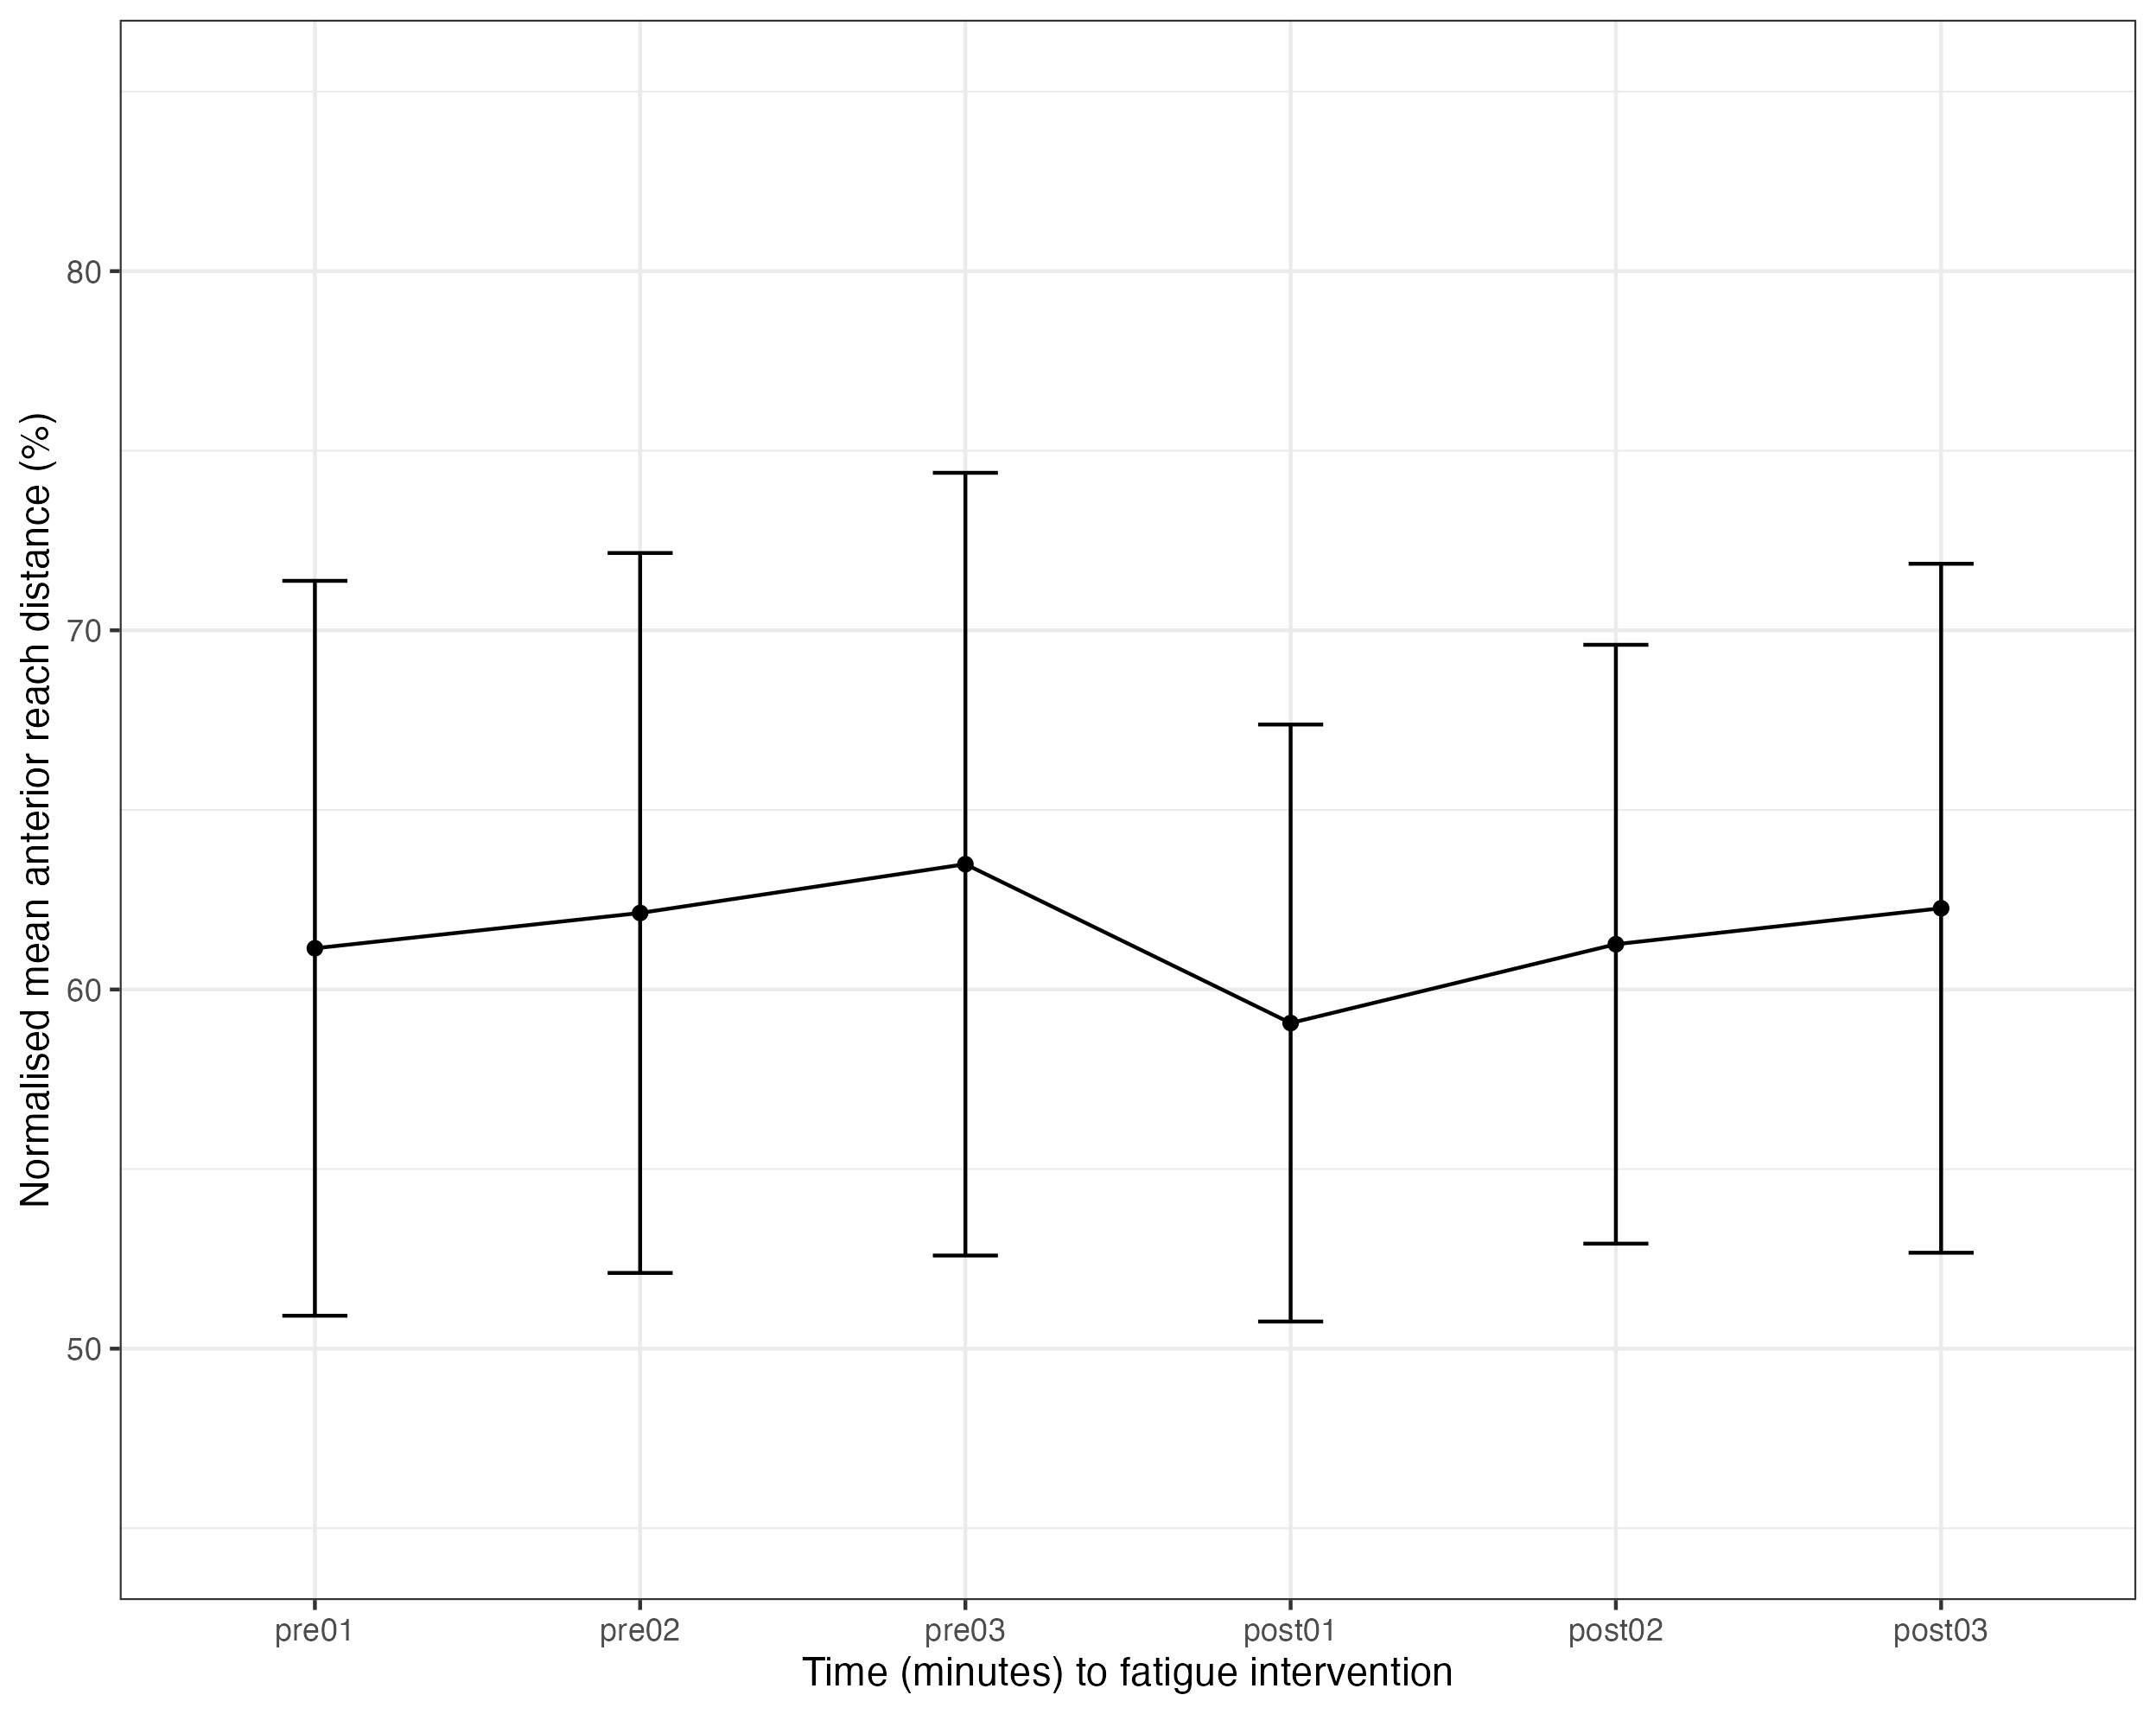 Normalised mean anterior reach distance (%)
80
70
60
50
pre01 pre02 pre03 post01 post02 post03
Time (minutes) to fatigue intervention